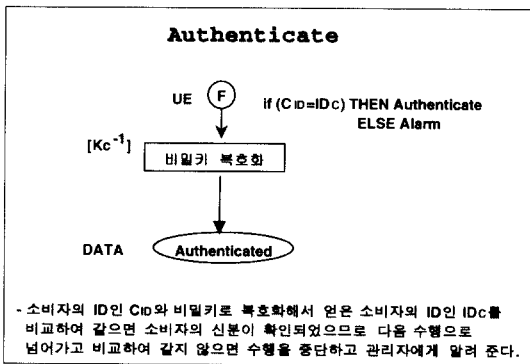 Authenticate
UE F if (CID=IDC) THEN Authenticate
ELSE Alarm
[Kc-1]
비밀키 복호화
DATA Authenticated
- 소비자의 ID인 CID와 비밀키로 복호화해서 얻은 소비자의 ID인 IDC를
비교하여 같으면 소비자의 신분이 확인되었으므로 다음 수행으로
넘어가고 비교하여 같지 않으면 수행을 중단하고 관리자에게 알려 준다.